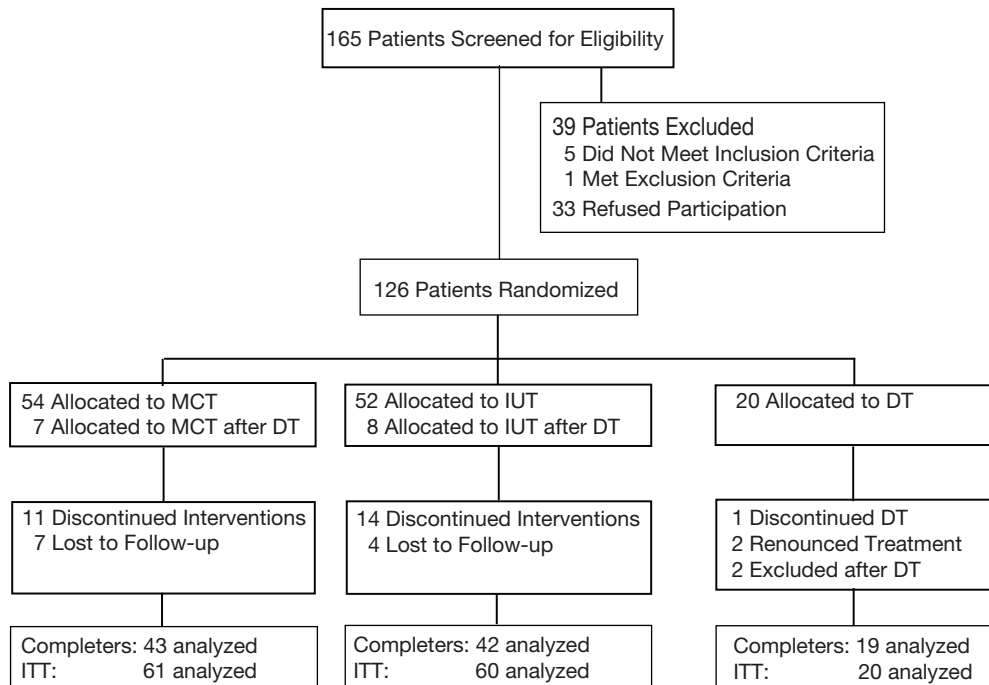 165 Patients Screened for Eligibility
39 Patients Excluded
5 Did Not Meet Inclusion Criteria
1 Met Exclusion Criteria
33 Refused Participation
126 Patients Randomized
54 Allocated to MCT
7 Allocated to MCT after DT
52 Allocated to IUT
8 Allocated to IUT after DT
20 Allocated to DT
11 Discontinued Interventions
7 Lost to Follow-up
14 Discontinued Interventions
4 Lost to Follow-up
1 Discontinued DT
2 Renounced Treatment
2 Excluded after DT
Completers: 43 analyzed
ITT: 61 analyzed
Completers: 42 analyzed
ITT: 60 analyzed
Completers: 19 analyzed
ITT: 20 analyzed